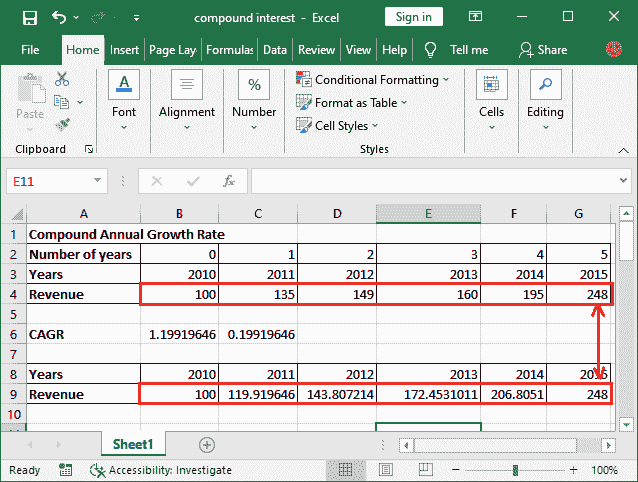 compound interest - Excel Sign in
File Home Insert Page Lay Formulas Data Review View Help Tell me Share
Paste Font Alignment % Number Conditional Formatting Format as Table Cell Styles Cells Editing
Clipboard Styles
E11 fx
A B C D E F G
1 Compound Annual Growth Rate
2 Number of years 0 1 2 3 4 5
3 Years 2010 2011 2012 2013 2014 2015
4 Revenue 100 135 149 160 195 248
5
6 CAGR 1.19919646 0.19919646
7
8 Years 2010 2011 2012 2013 2014 2015
9 Revenue 100 119.919646 143.807214 172.4531011 206.8051 248
10
Sheet1
Ready Accessibility: Investigate 100%